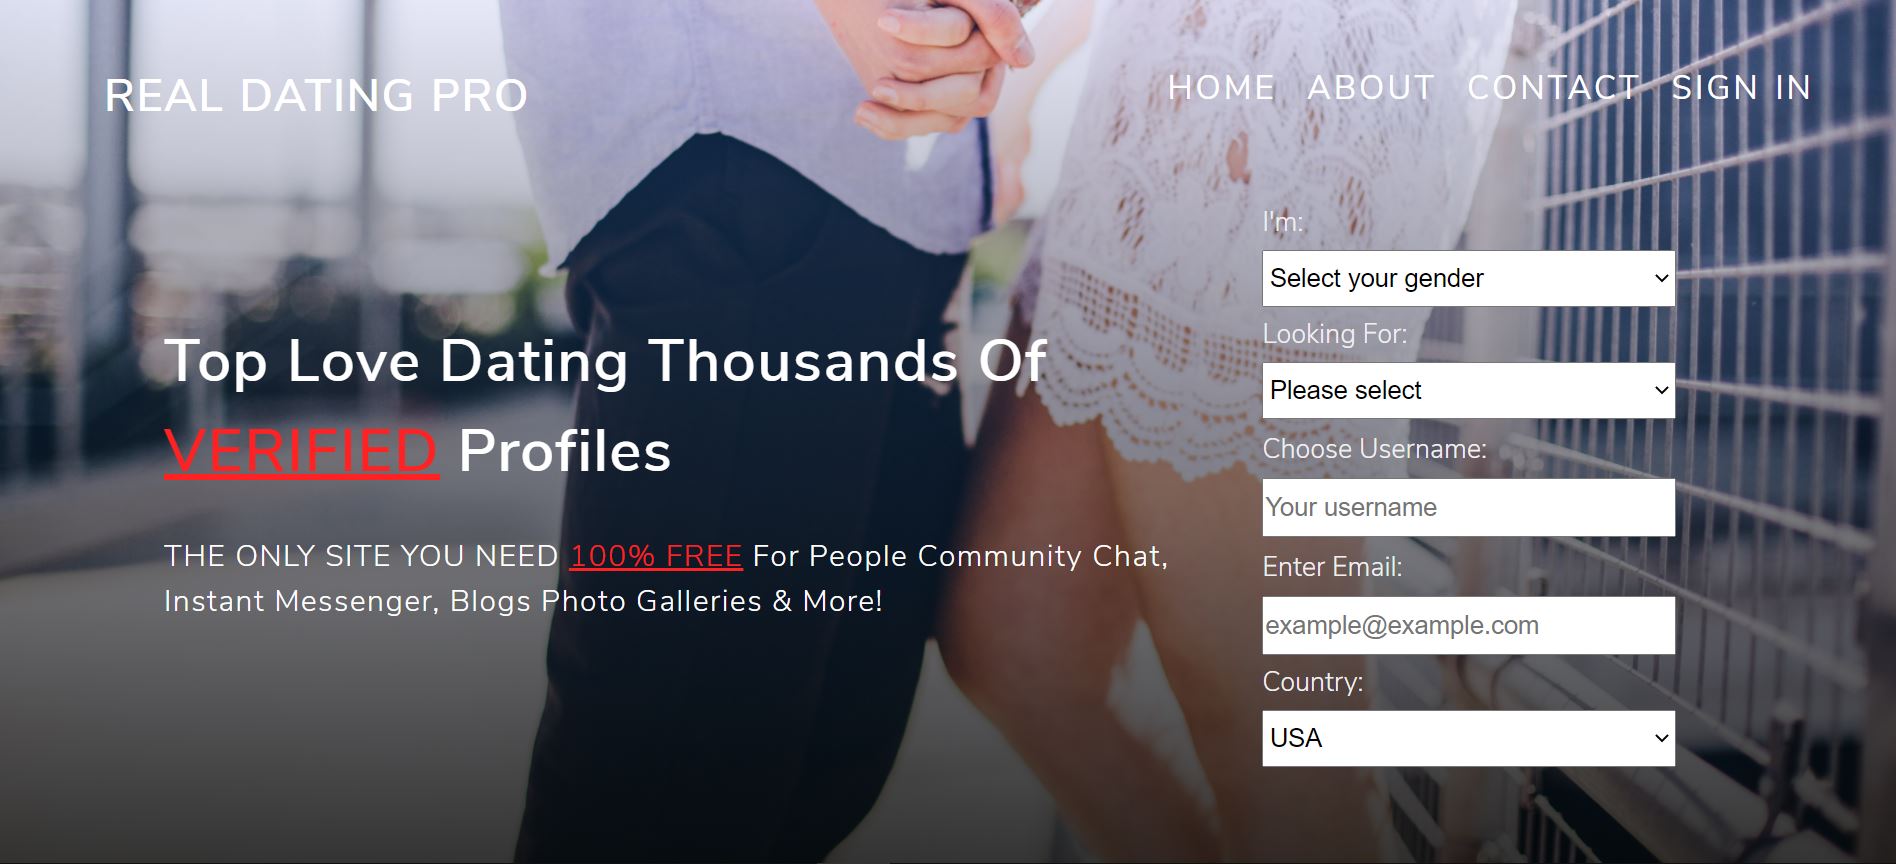 REAL DATING PRO
HOME ABOUT CONTACT SIGN IN
Top Love Dating Thousands Of
VERIFIED Profiles
THE ONLY SITE YOU NEED 100% FREE For People Community Chat,
Instant Messenger, Blogs Photo Galleries & More!
I'm:
Select your gender
Looking For:
Please select
Choose Username:
Your username
Enter Email:
example@example.com
Country:
USA